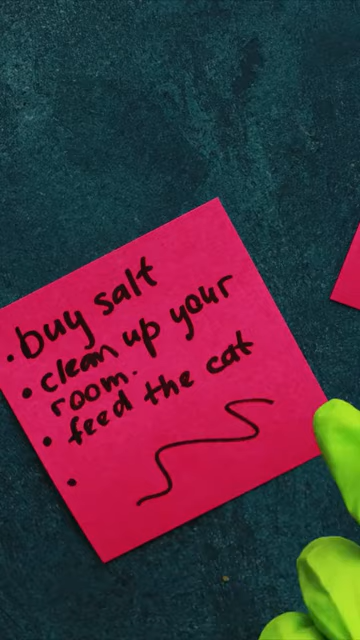 • buy salt
• clean up your
room.
• feed the cat
•